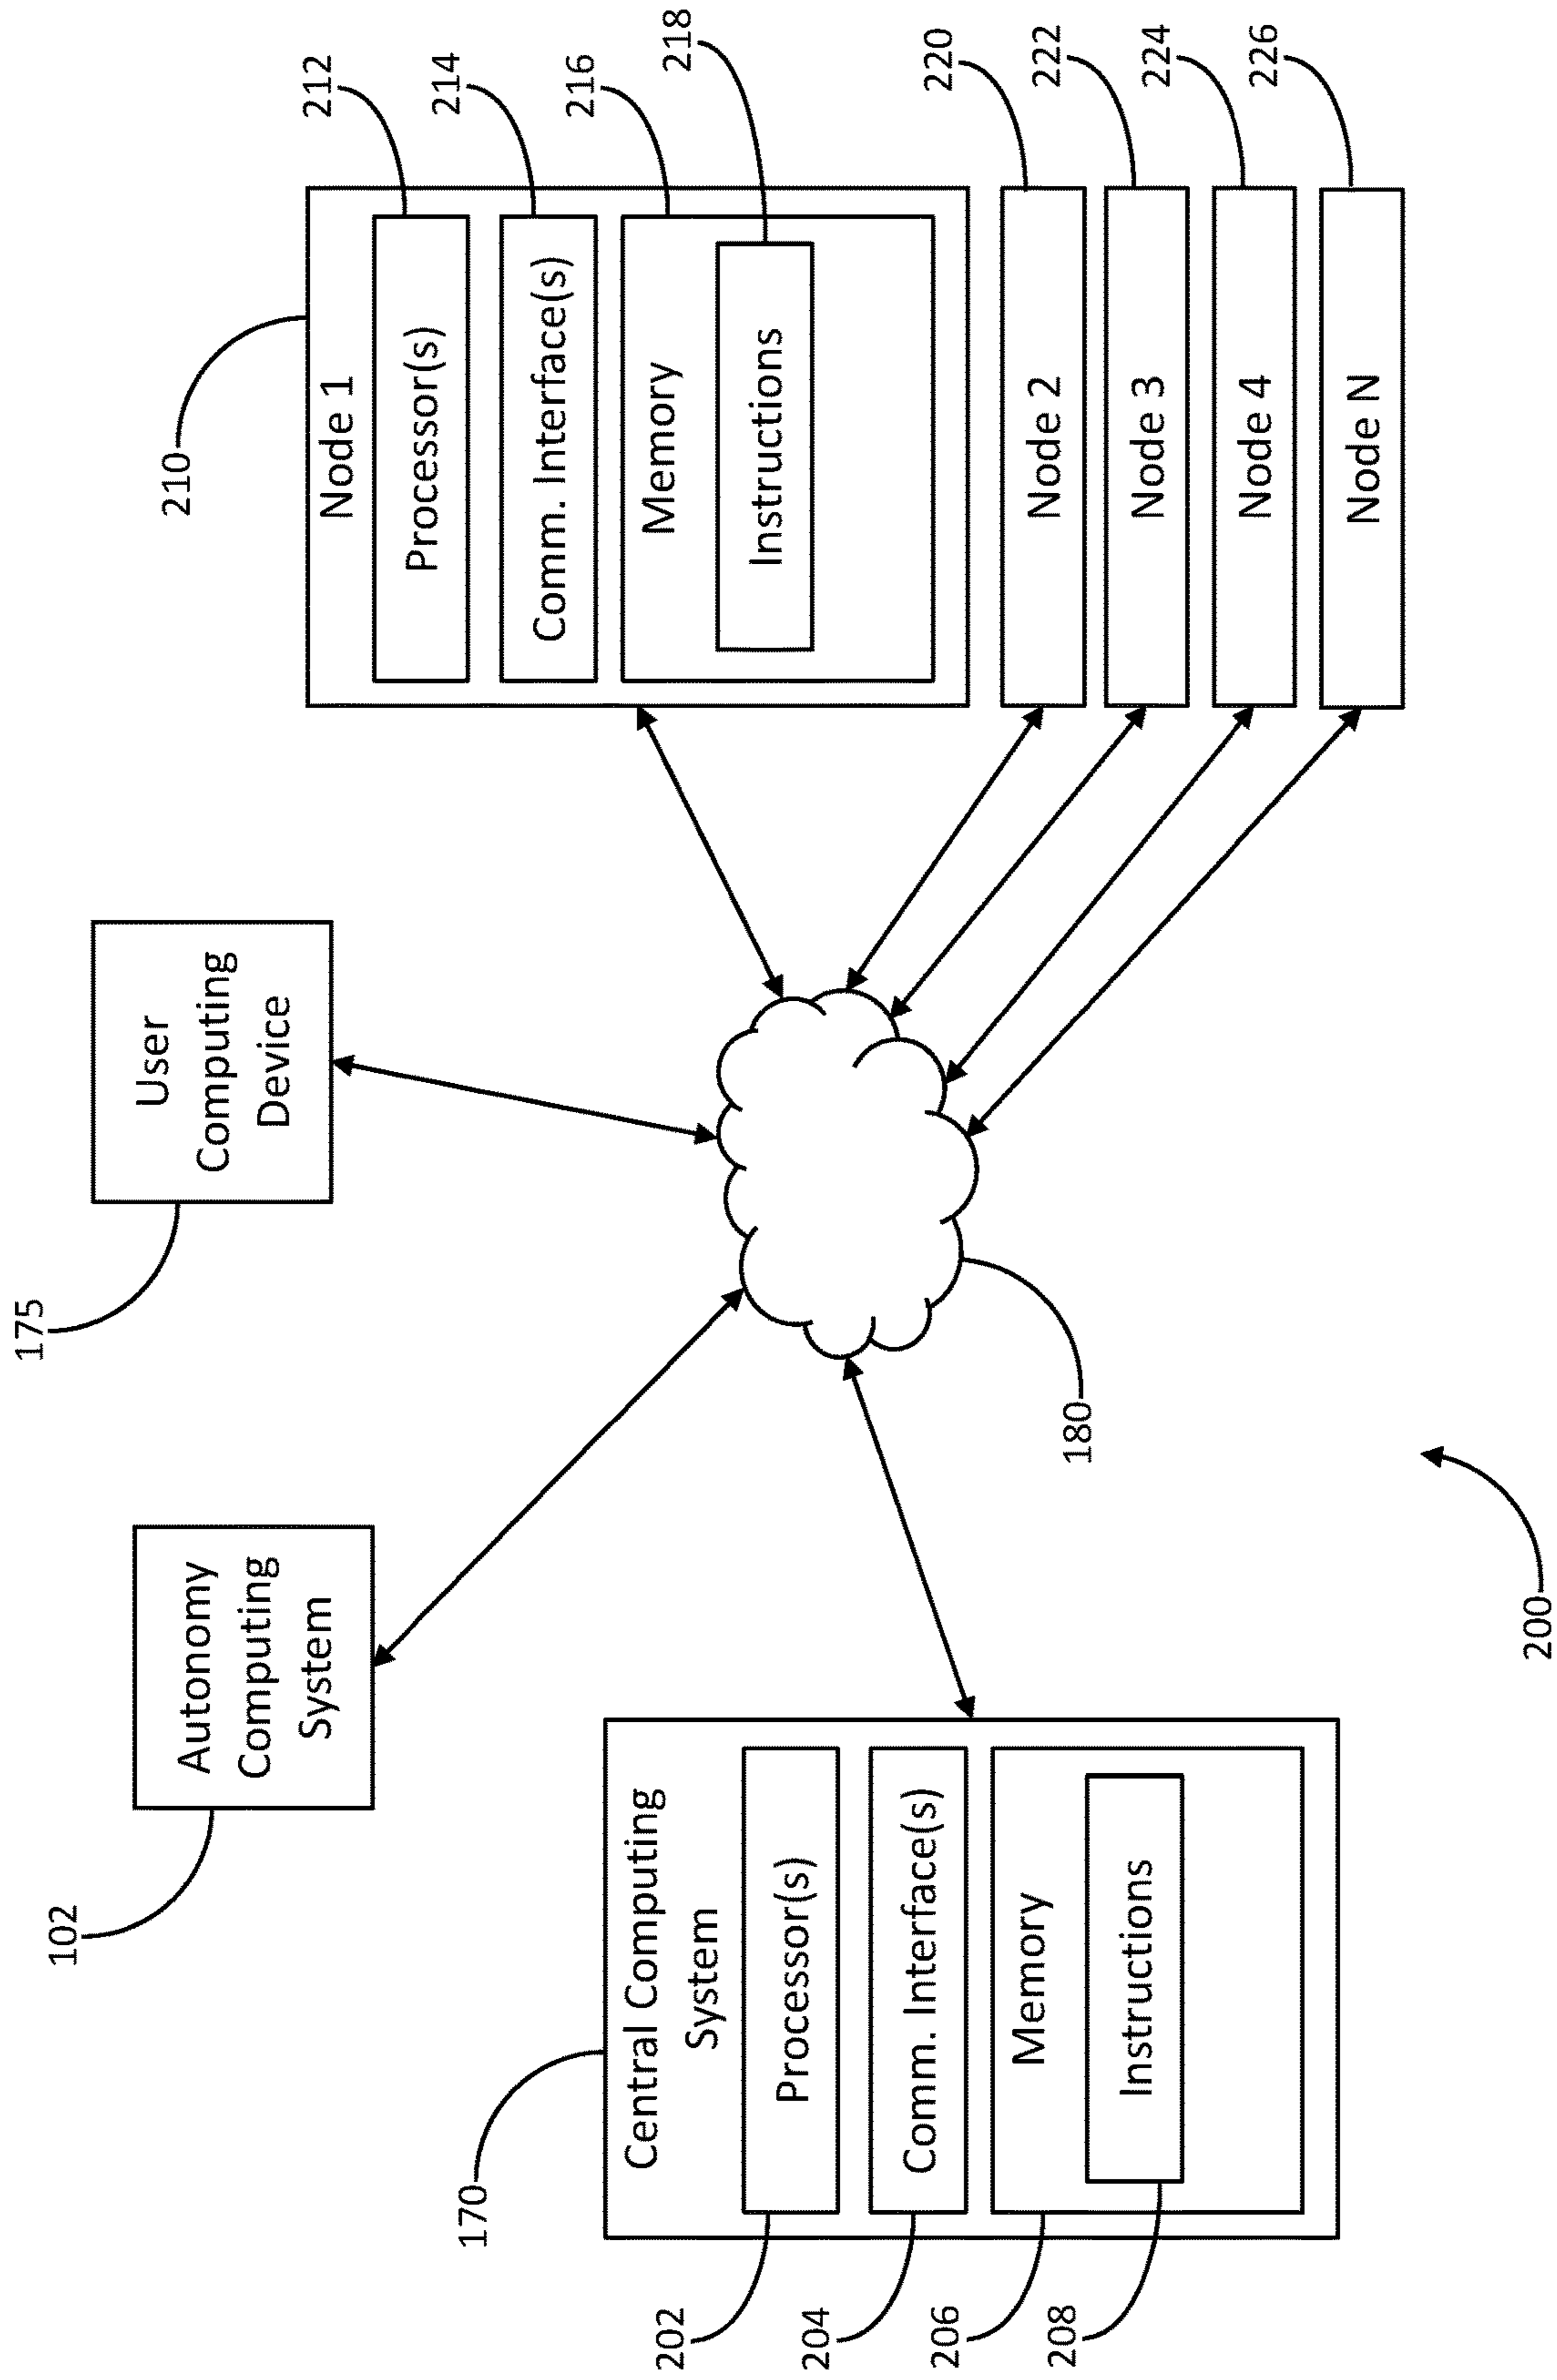 102
Autonomy
Computing
System
175
User
Computing
Device
170
Central Computing
System
202
Processor(s)
204
Comm. Interface(s)
206
Memory
208
Instructions
180
210
Node 1
212
Processor(s)
214
Comm. Interface(s)
216
Memory
218
Instructions
220
Node 2
222
Node 3
224
Node 4
226
Node N
200